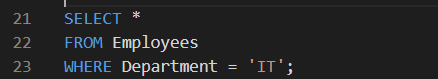 21 SELECT *
22 FROM Employees
23 WHERE Department = 'IT';